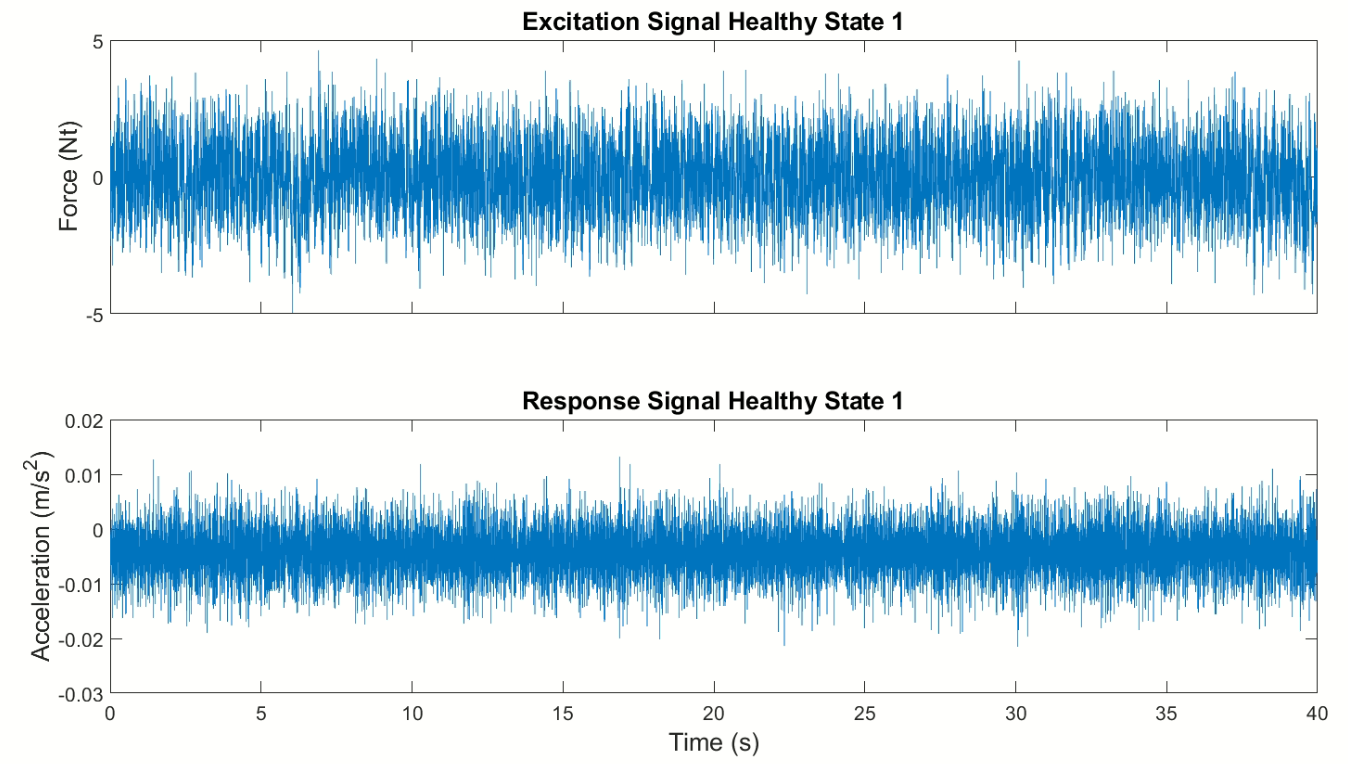 Excitation Signal Healthy State 1
5
0
-5
Force (Nt)
Response Signal Healthy State 1
0.02
0.01
0
-0.01
-0.02
-0.03
Acceleration (m/s²)
0 5 10 15 20 25 30 35 40
Time (s)